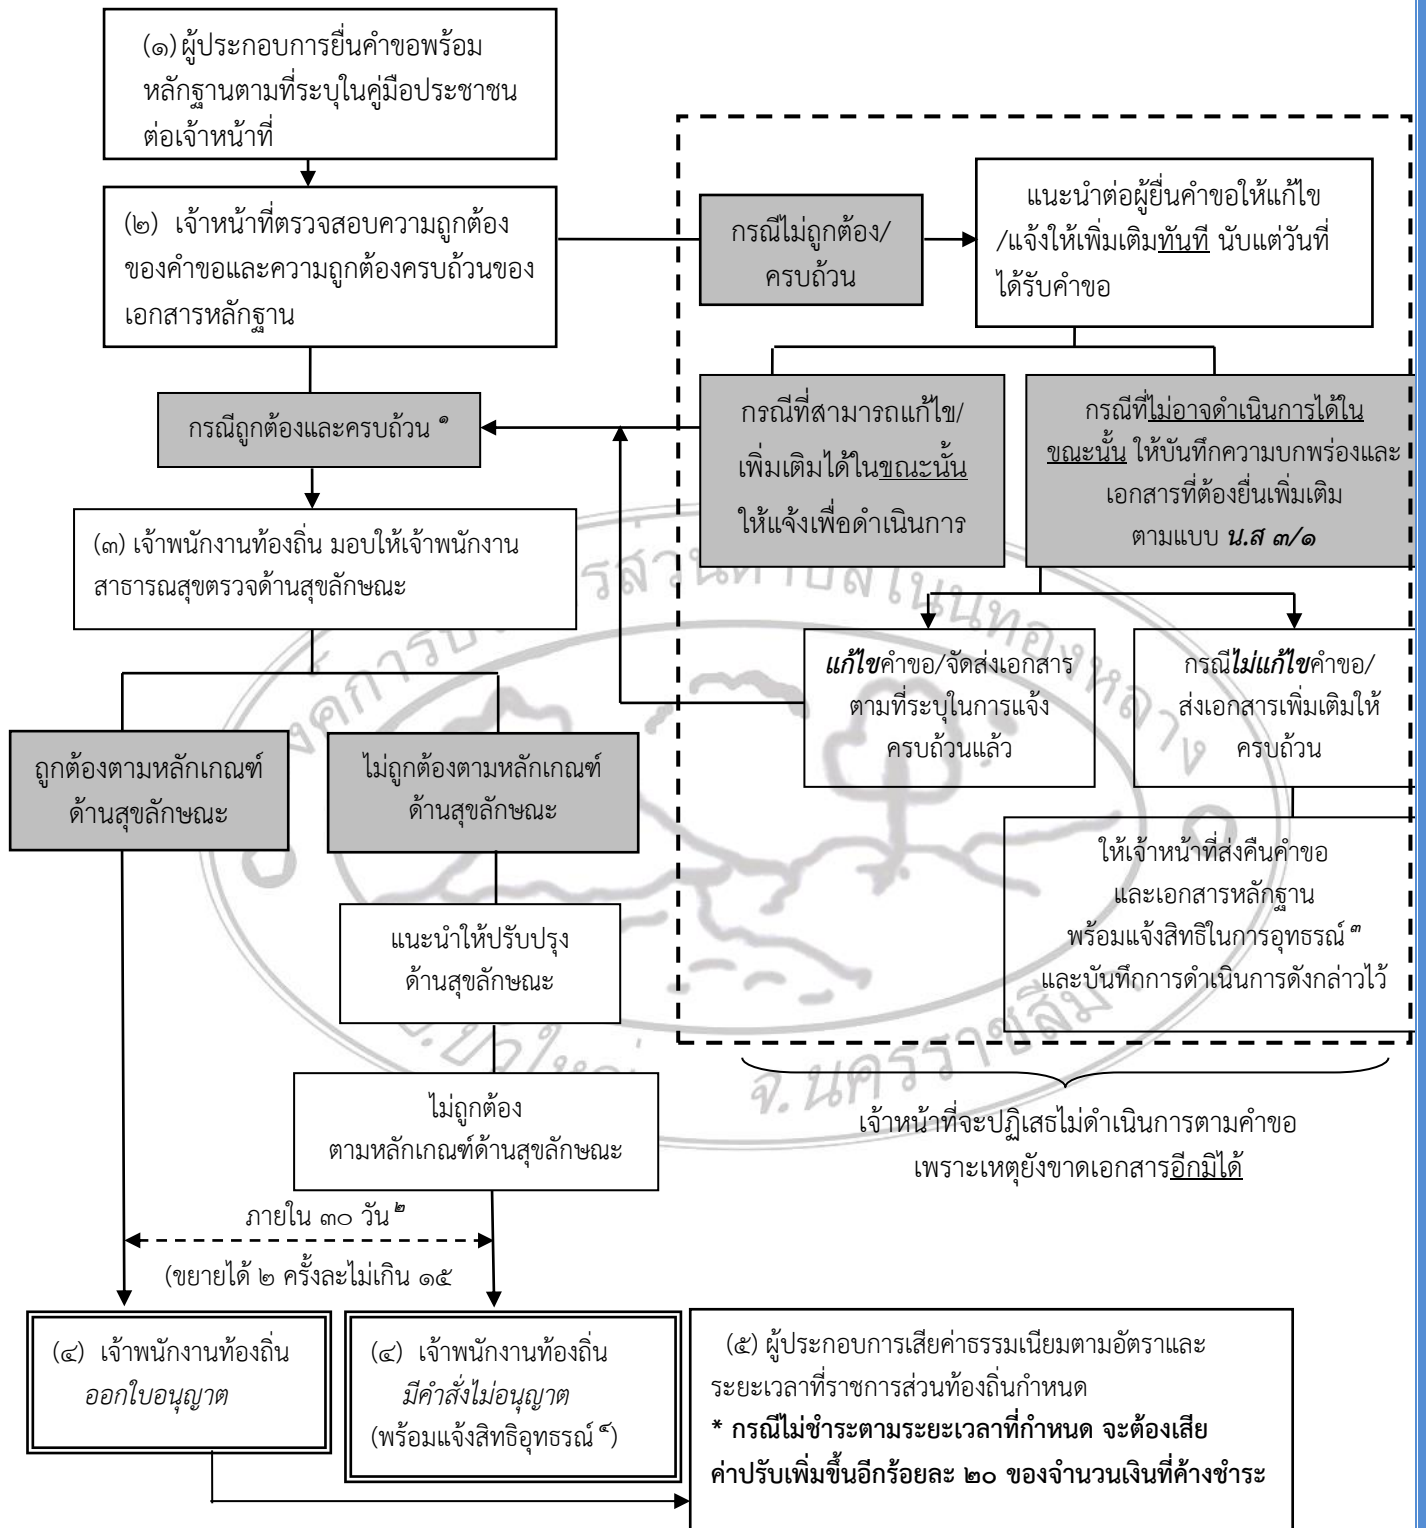 (๑) ผู้ประกอบการยื่นคำขอพร้อม
หลักฐานตามที่ระบุในคู่มือประชาชน
ต่อเจ้าหน้าที่
(๒) เจ้าหน้าที่ตรวจสอบความถูกต้อง
ของคำขอและความถูกต้องครบถ้วนของ
เอกสารหลักฐาน
กรณีไม่ถูกต้อง/
ครบถ้วน
แนะนำต่อผู้ยื่นคำขอให้แก้ไข
/แจ้งให้เพิ่มเติมทันที นับแต่วันที่
ได้รับคำขอ
กรณีถูกต้องและครบถ้วน ๑
กรณีที่สามารถแก้ไข/
เพิ่มเติมได้ในขณะนั้น
ให้แจ้งเพื่อดำเนินการ
กรณีที่ไม่อาจดำเนินการได้ใน
ขณะนั้น ให้บันทึกความบกพร่องและ
เอกสารที่ต้องยื่นเพิ่มเติม
ตามแบบ น.ส ๓/๑
(๓) เจ้าพนักงานท้องถิ่น มอบให้เจ้าพนักงาน
สาธารณสุขตรวจด้านสุขลักษณะ
แก้ไขคำขอ/จัดส่งเอกสาร
ตามที่ระบุในการแจ้ง
ครบถ้วนแล้ว
กรณีไม่แก้ไขคำขอ/
ส่งเอกสารเพิ่มเติมให้
ครบถ้วน
ถูกต้องตามหลักเกณฑ์
ด้านสุขลักษณะ
ไม่ถูกต้องตามหลักเกณฑ์
ด้านสุขลักษณะ
ให้เจ้าหน้าที่ส่งคืนคำขอ
และเอกสารหลักฐาน
พร้อมแจ้งสิทธิในการอุทธรณ์ ๓
และบันทึกการดำเนินการดังกล่าวไว้
แนะนำให้ปรับปรุง
ด้านสุขลักษณะ
ไม่ถูกต้อง
ตามหลักเกณฑ์ด้านสุขลักษณะ
จ.นครราชสีมา
เจ้าหน้าที่จะปฏิเสธไม่ดำเนินการตามคำขอ
เพราะเหตุยังขาดเอกสารอีกมิได้
ภายใน ๓๐ วัน ๒
(ขยายได้ ๒ ครั้งละไม่เกิน ๑๕
(๔) เจ้าพนักงานท้องถิ่น
ออกใบอนุญาต
(๔) เจ้าพนักงานท้องถิ่น
มีคำสั่งไม่อนุญาต
(พร้อมแจ้งสิทธิอุทธรณ์ ๔)
(๕) ผู้ประกอบการเสียค่าธรรมเนียมตามอัตราและ
ระยะเวลาที่ราชการส่วนท้องถิ่นกำหนด
* กรณีไม่ชำระตามระยะเวลาที่กำหนด จะต้องเสีย
ค่าปรับเพิ่มขึ้นอีกร้อยละ ๒๐ ของจำนวนเงินที่ค้างชำระ